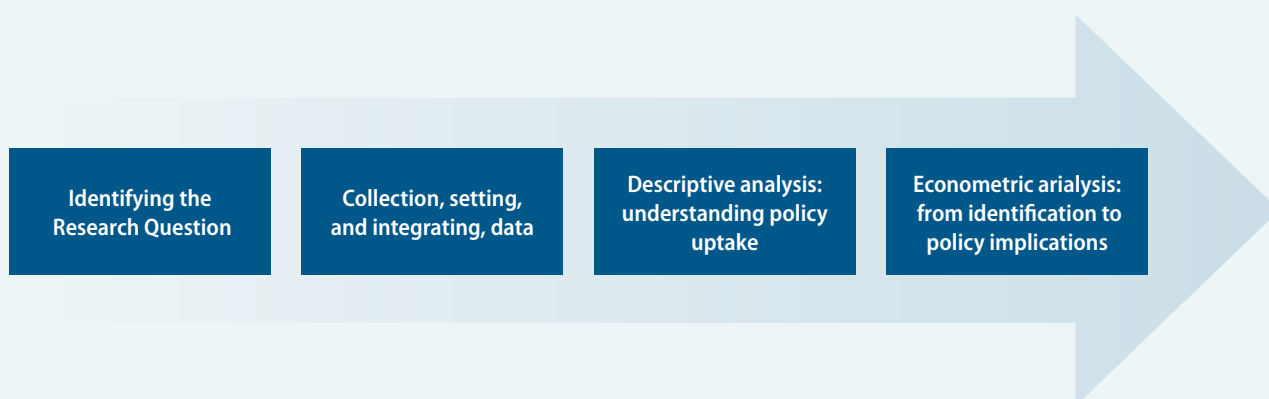 Identifying the
Research Question
Collection, setting,
and integrating, data
Descriptive analysis:
understanding policy
uptake
Econometric arialysis:
from identification to
policy implications